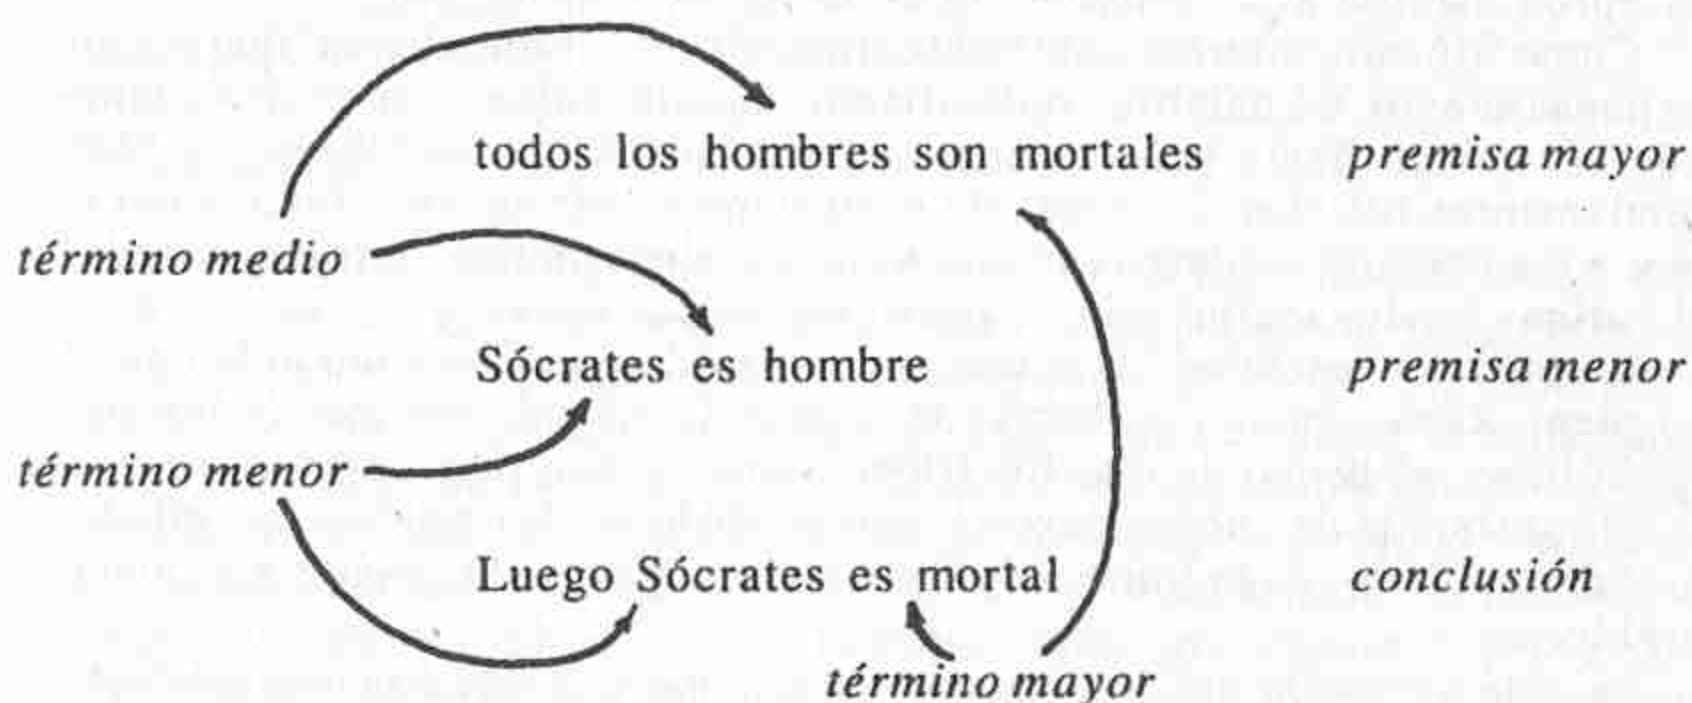 todos los hombres son mortales premisa mayor
término medio
Sócrates es hombre premisa menor
término menor
Luego Sócrates es mortal conclusión
término mayor